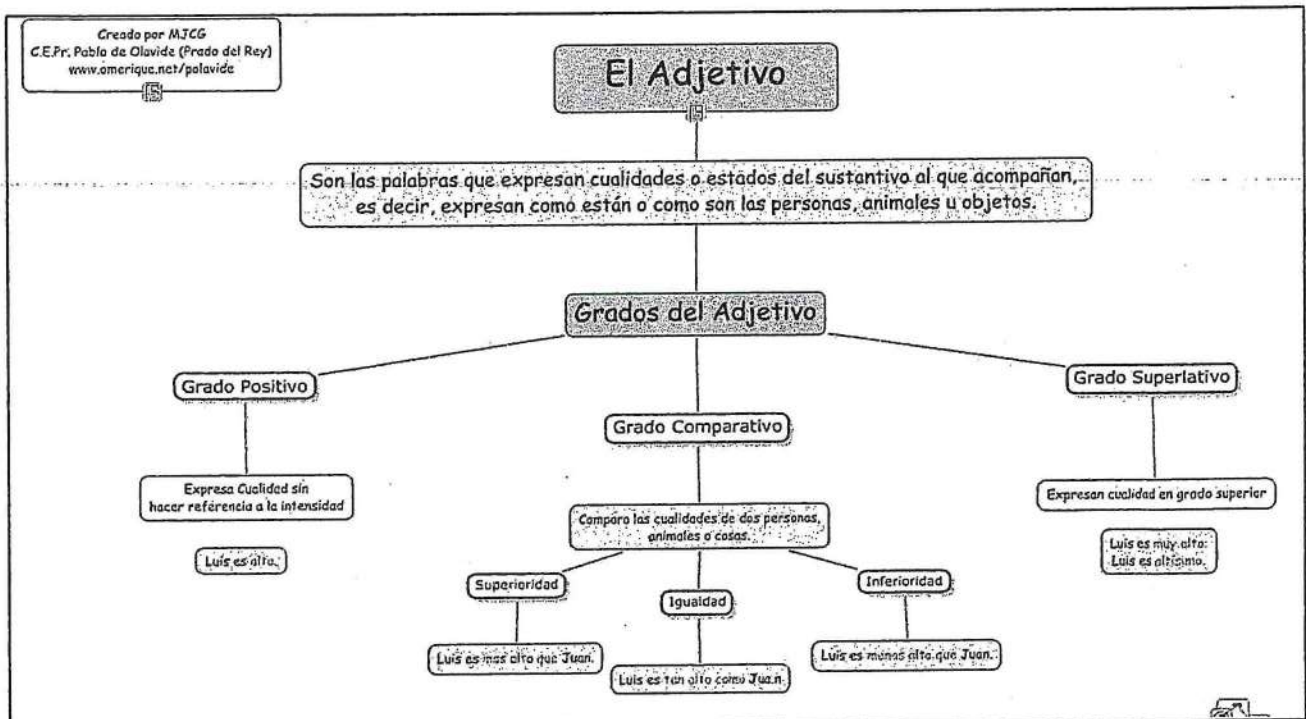 Creado por MJCG
C.E.Pr. Pablo de Olavide (Prado del Rey)
www.omerique.net/polavide
El Adjetivo
Son las palabras que expresan cualidades o estados del sustantivo al que acompañan,
es decir, expresan como están o como son las personas, animales u objetos.
Grados del Adjetivo
Grado Positivo
Expresa Cualidad sin
hacer referencia a la intensidad
Luis es alto.
Grado Comparativo
Compara las cualidades de dos personas,
animales o cosas.
Superioridad
Luis es mas alto que Juan.
Igualdad
Luis es tan alto como Juan
Inferioridad
Luis es menos alto que Juan.
Grado Superlativo
Expresan cualidad en grado superior
Luis es muy alto.
Luis es altísimo.